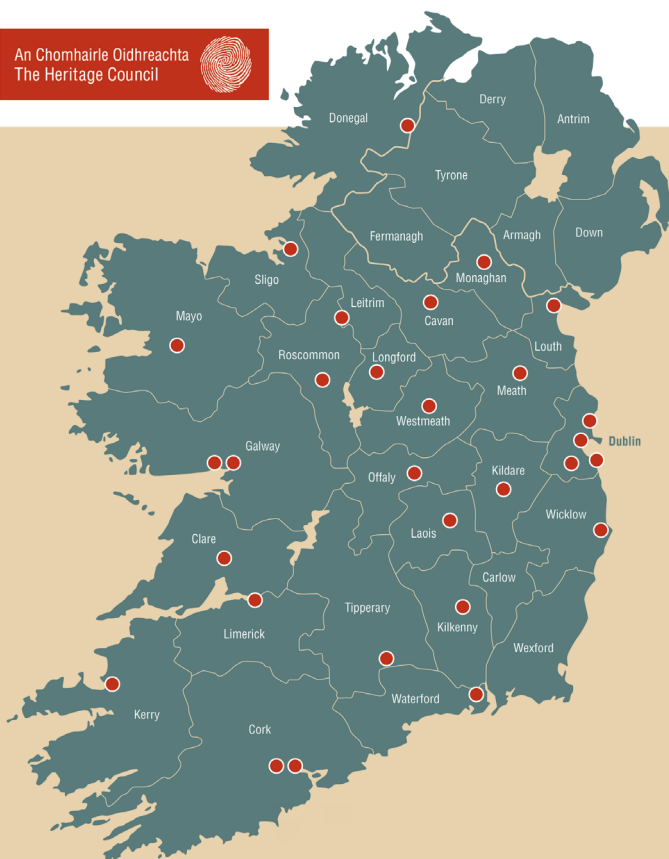 An Chomhairle Oidhreachta
The Heritage Council
Derry
Donegal
Antrim
Tyrone
Fermanagh
Armagh
Down
Monaghan
Sligo
Leitrim
Mayo
Cavan
Louth
Roscommon
Longford
Meath
Westmeath
Dublin
Galway
Offaly
Kildare
Wicklow
Laois
Clare
Carlow
Tipperary
Kilkenny
Limerick
Wexford
Waterford
Kerry
Cork